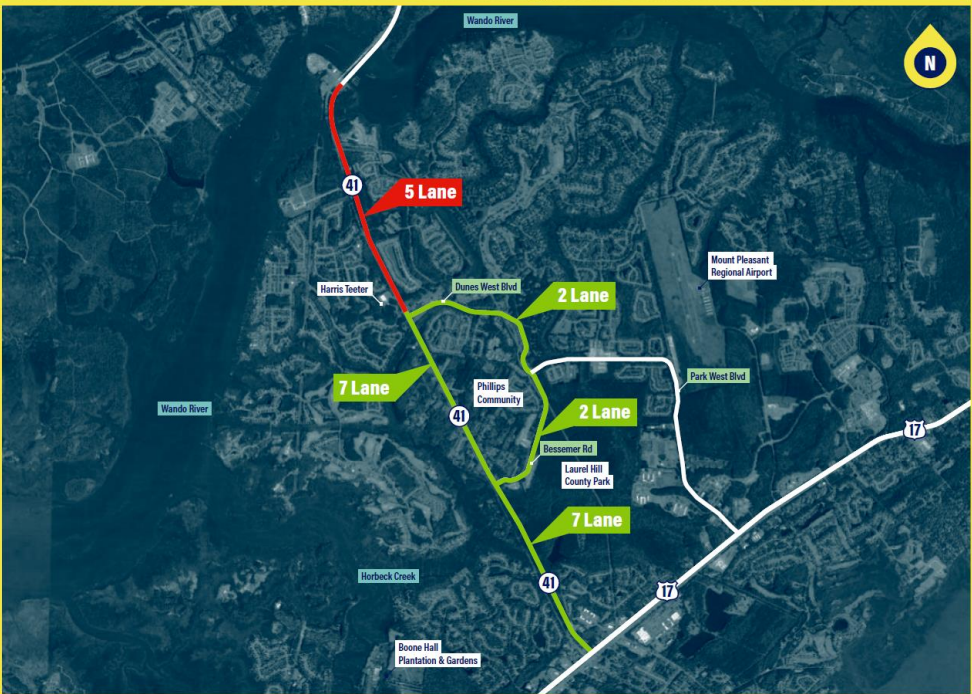 Wando River
N
41
5 Lane
Mount Pleasant
Regional Airport
Harris Teeter
Dunes West Blvd
2 Lane
7 Lane
Phillips
Community
Park West Blvd
Wando River
41
2 Lane
17
Bessemer Rd
Laurel Hill
County Park
7 Lane
Horbeck Creek
41
17
Boone Hall
Plantation & Gardens